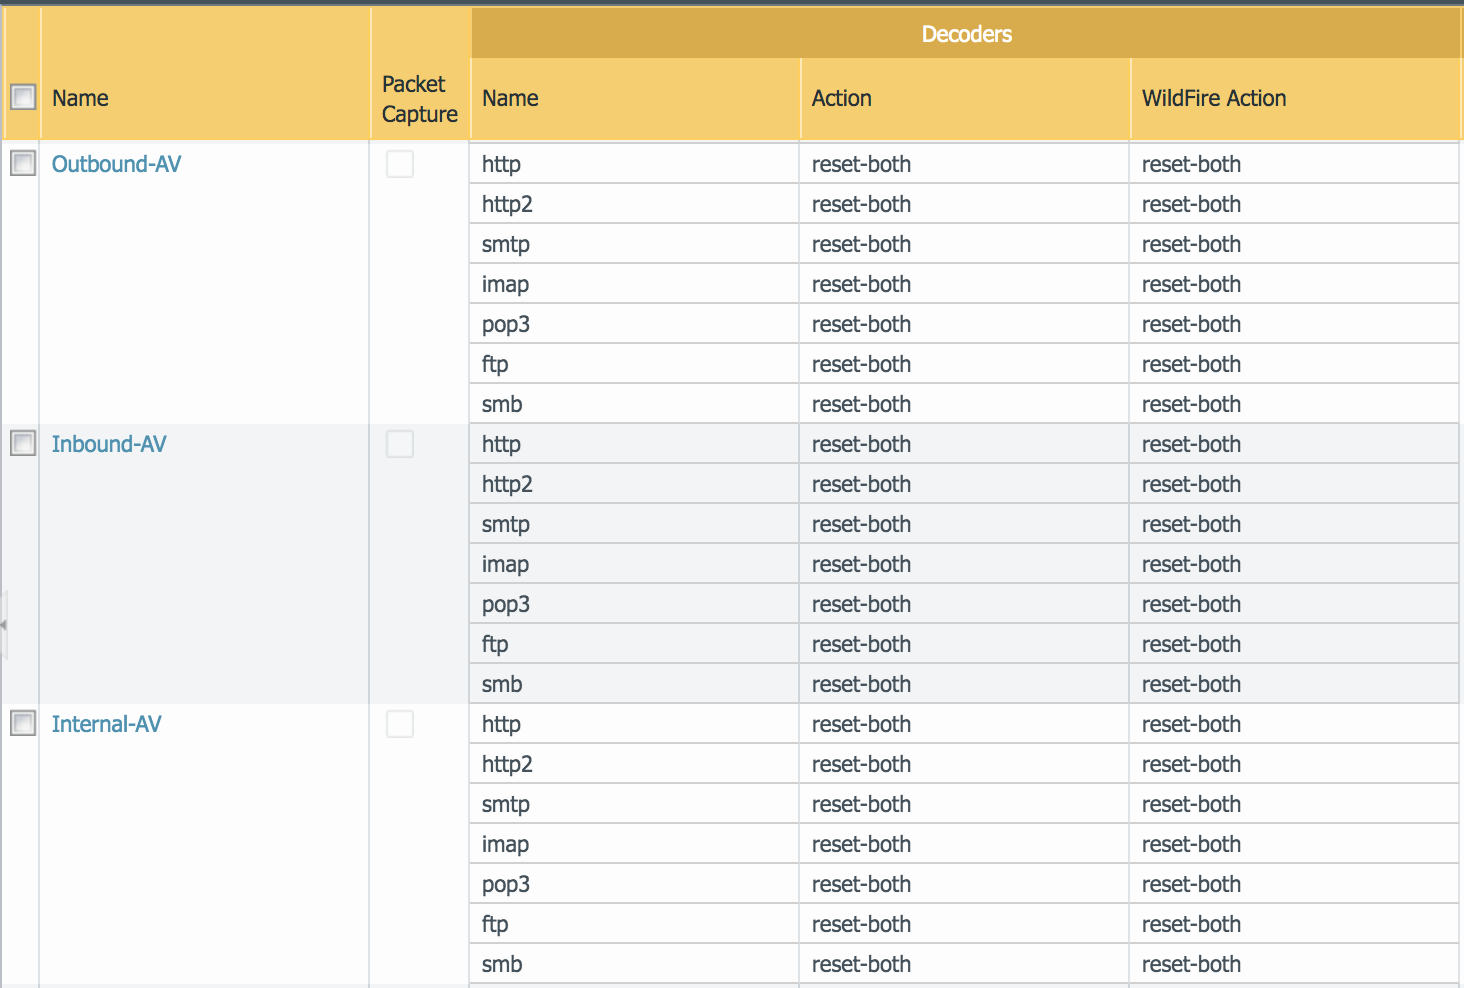 Decoders
Name Packet Capture Name Action WildFire Action
Outbound-AV http reset-both reset-both
http2 reset-both reset-both
smtp reset-both reset-both
imap reset-both reset-both
pop3 reset-both reset-both
ftp reset-both reset-both
smb reset-both reset-both
Inbound-AV http reset-both reset-both
http2 reset-both reset-both
smtp reset-both reset-both
imap reset-both reset-both
pop3 reset-both reset-both
ftp reset-both reset-both
smb reset-both reset-both
Internal-AV http reset-both reset-both
http2 reset-both reset-both
smtp reset-both reset-both
imap reset-both reset-both
pop3 reset-both reset-both
ftp reset-both reset-both
smb reset-both reset-both